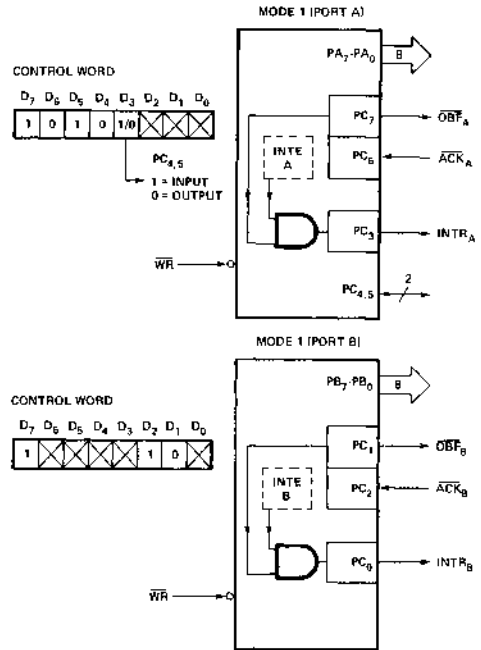 MODE 1 (PORT A)
CONTROL WORD
D7 D6 D5 D4 D3 D2 D1 D0
1 0 1 0 1/0
PC4,5
1 = INPUT
0 = OUTPUT
PA7-PA0
8
PC7
OBFA
INTE
A
PC6
ACKA
PC3
INTRA
WR
PC4,5
2
MODE 1 (PORT B)
CONTROL WORD
D7 D6 D5 D4 D3 D2 D1 D0
1 1 0
PB7-PB0
8
PC1
OBFB
INTE
B
PC2
ACKB
PC0
INTRB
WR